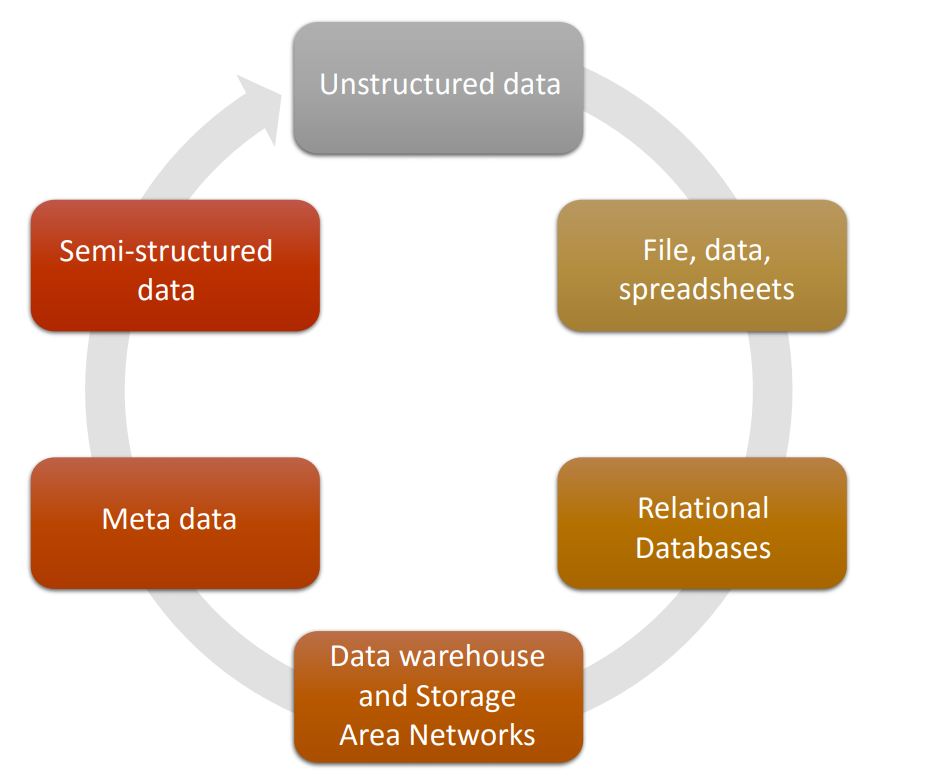 Unstructured data
File, data,
spreadsheets
Relational
Databases
Data warehouse
and Storage
Area Networks
Meta data
Semi-structured
data